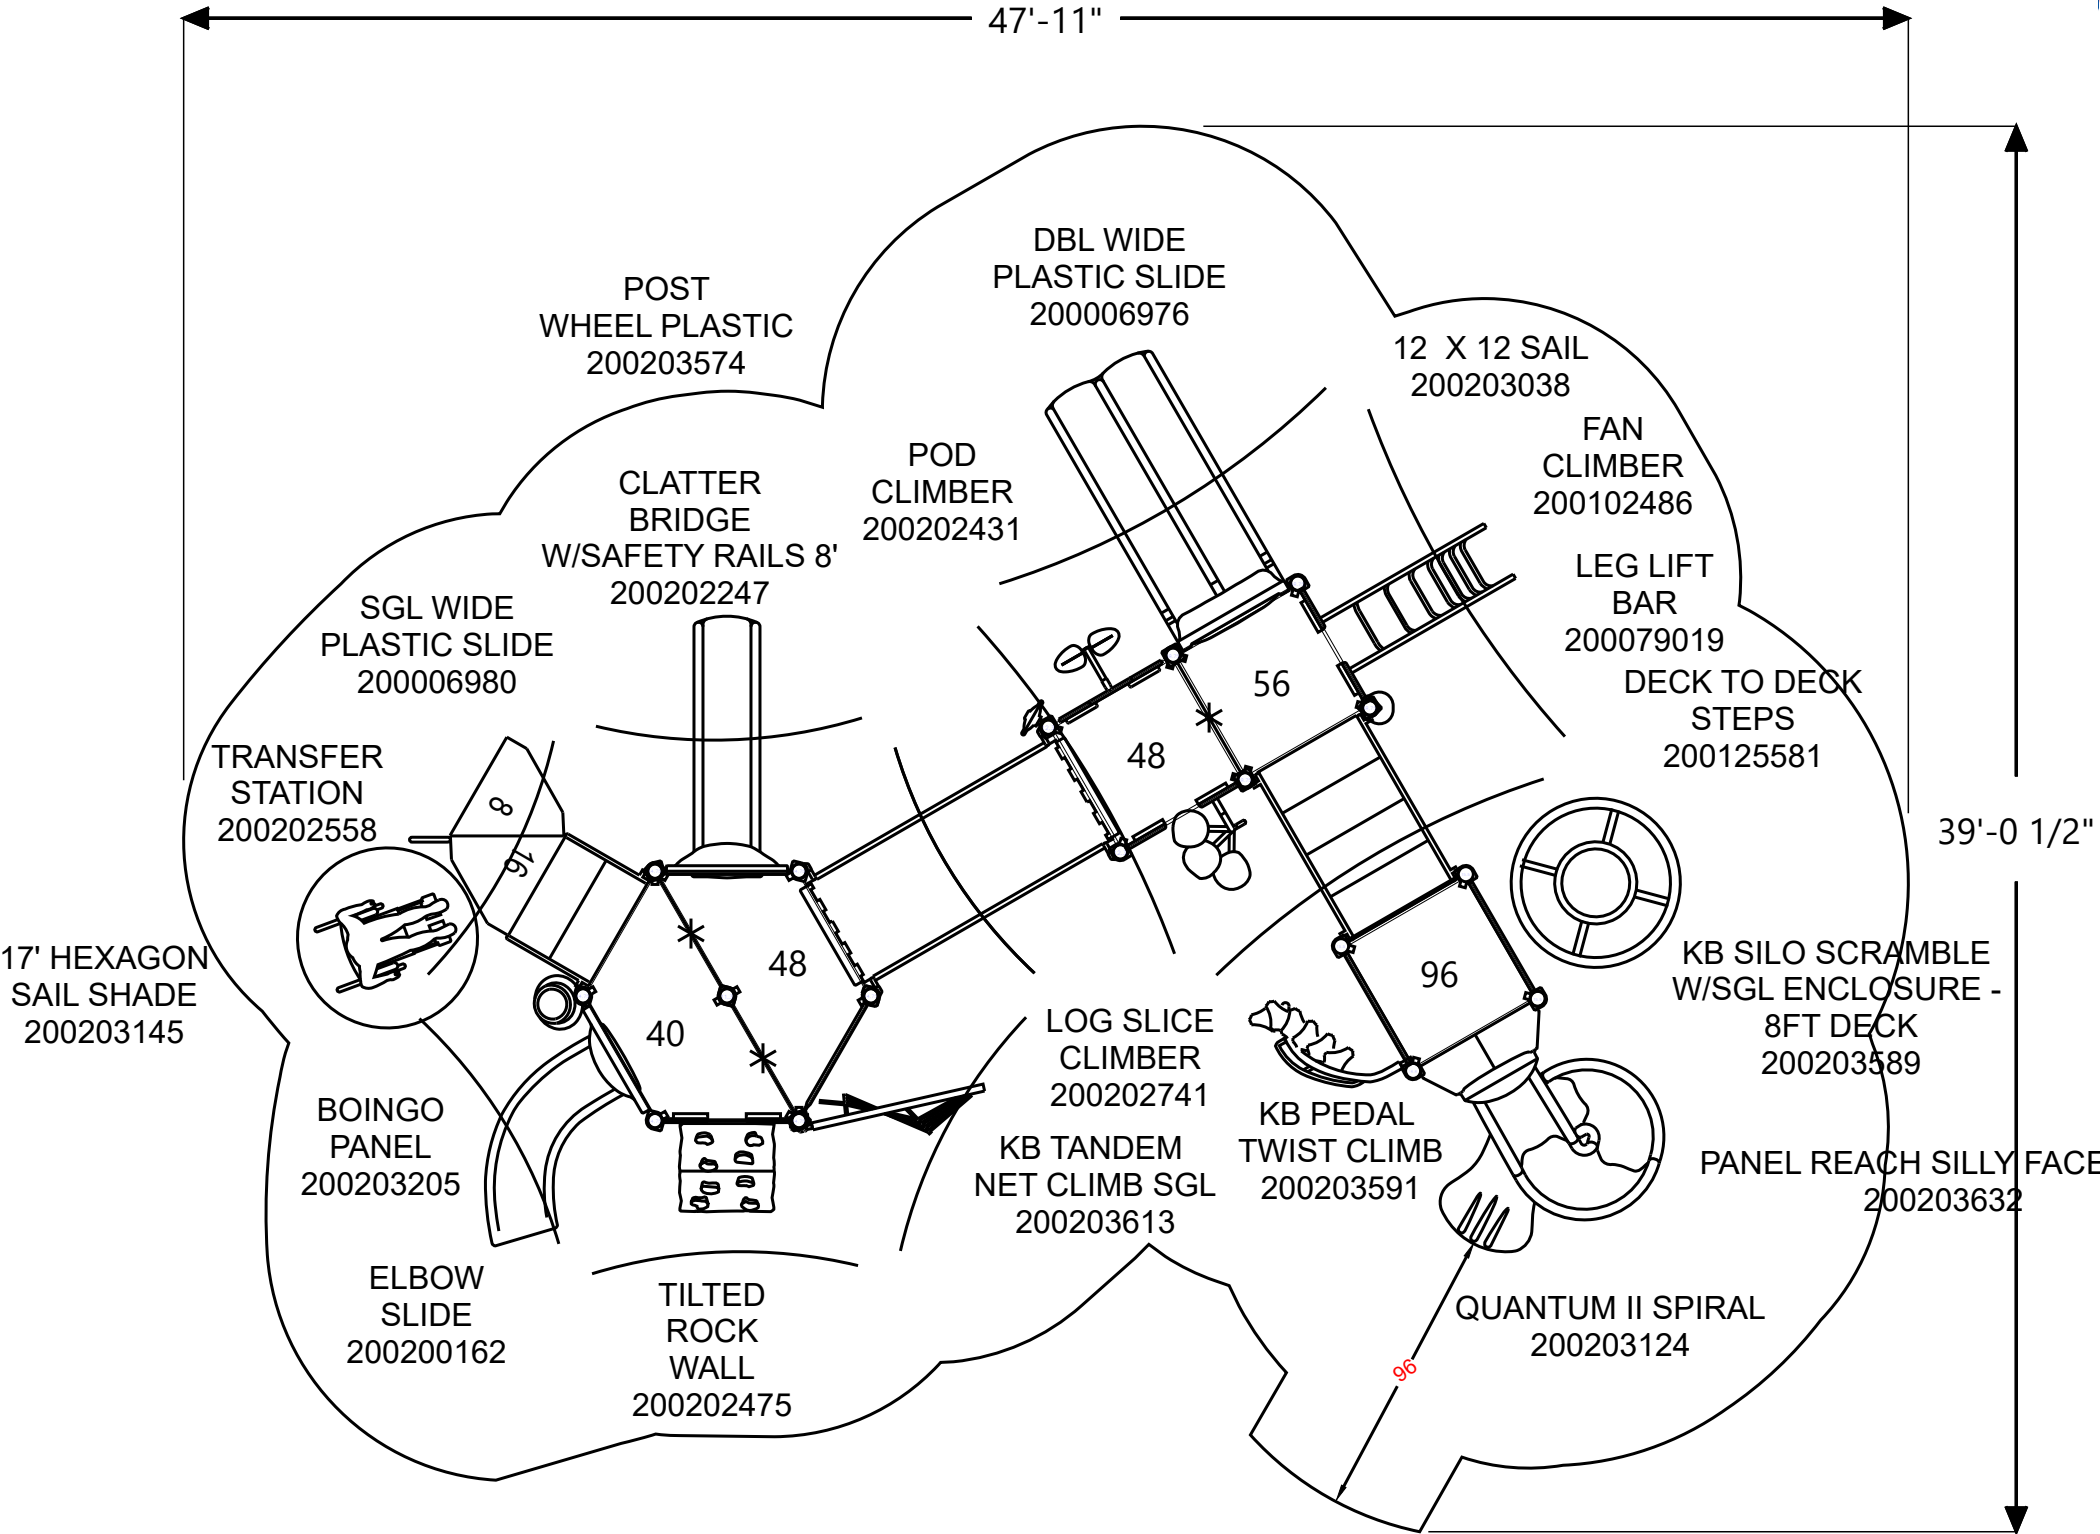 47'-11"
DBL WIDE
PLASTIC SLIDE
200006976
POST
WHEEL PLASTIC
200203574
12 X 12 SAIL
200203038
FAN
CLIMBER
200102486
POD
CLIMBER
200202431
CLATTER
BRIDGE
W/SAFETY RAILS 8'
200202247
LEG LIFT
BAR
200079019
SGL WIDE
PLASTIC SLIDE
200006980
DECK TO DECK
STEPS
200125581
56
48
TRANSFER
STATION
200202558
8
16
39'-0 1/2"
17' HEXAGON
SAIL SHADE
200203145
48
40
96
KB SILO SCRAMBLE
W/SGL ENCLOSURE -
8FT DECK
200203589
LOG SLICE
CLIMBER
200202741
BOINGO
PANEL
200203205
KB TANDEM
NET CLIMB SGL
200203613
KB PEDAL
TWIST CLIMB
200203591
PANEL REACH SILLY FACE
200203632
ELBOW
SLIDE
200200162
TILTED
ROCK
WALL
200202475
QUANTUM II SPIRAL
200203124
96